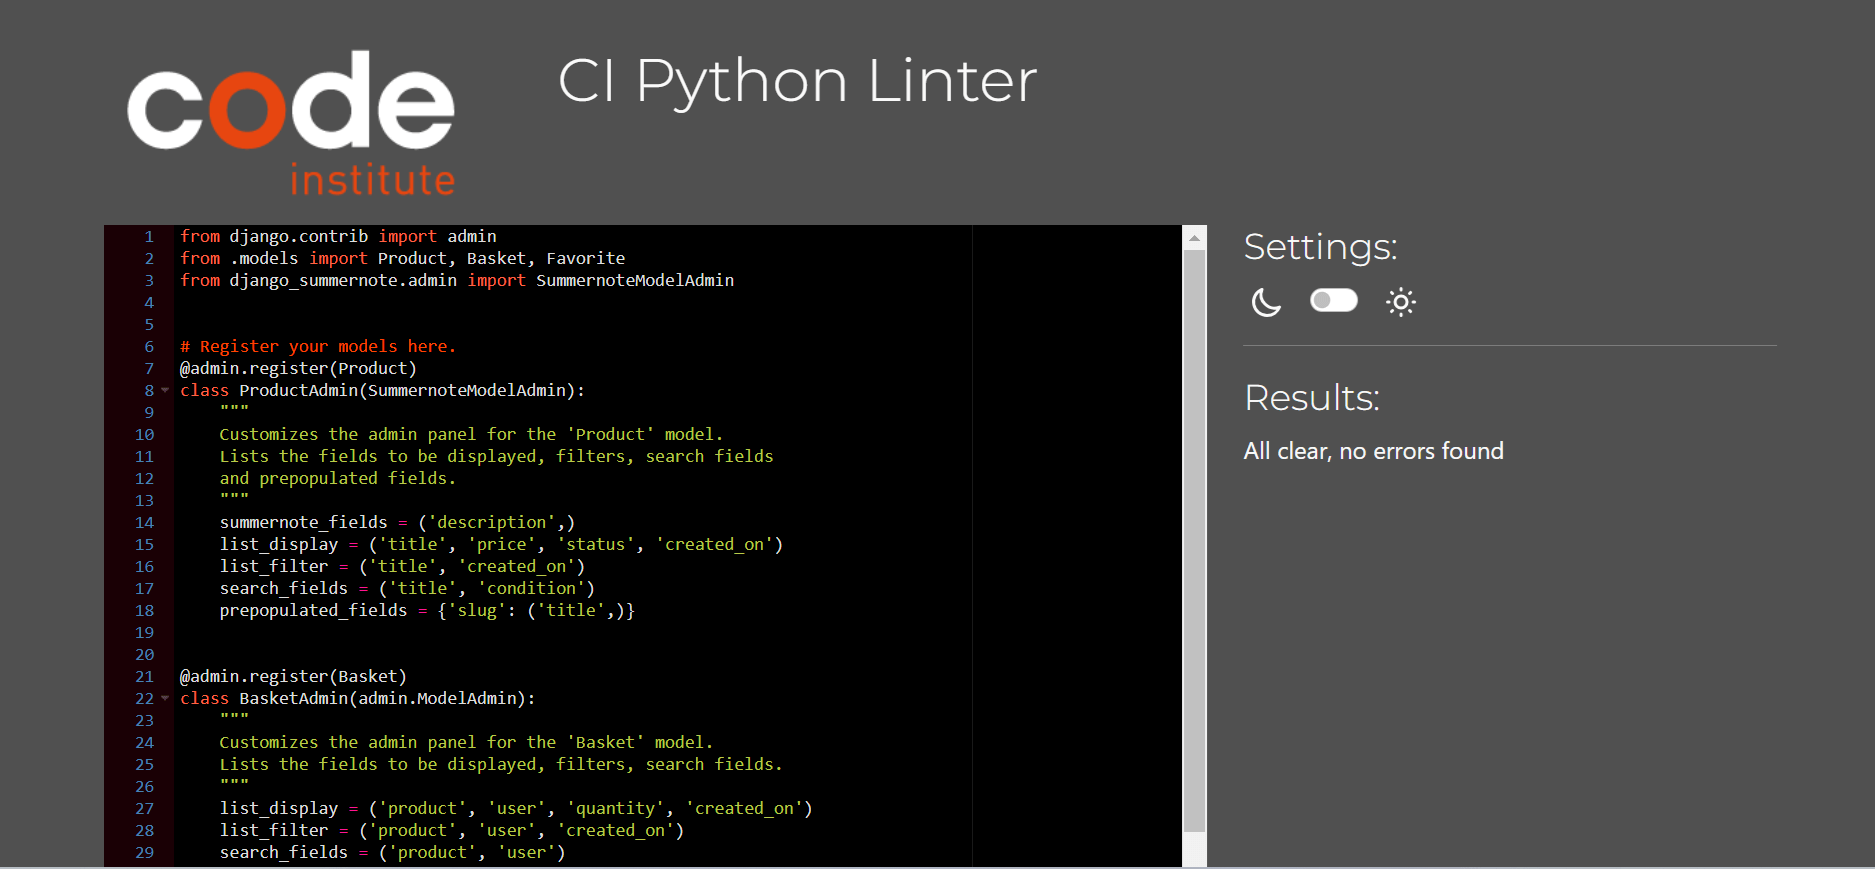 code
institute
CI Python Linter
1 from django.contrib import admin
2 from .models import Product, Basket, Favorite
3 from django_summernote.admin import SummernoteModelAdmin
4
5
6 # Register your models here.
7 @admin.register(Product)
8 class ProductAdmin(SummernoteModelAdmin):
9     """
10     Customizes the admin panel for the 'Product' model.
11     Lists the fields to be displayed, filters, search fields
12     and prepopulated fields.
13     """
14     summernote_fields = ('description',)
15     list_display = ('title', 'price', 'status', 'created_on')
16     list_filter = ('title', 'created_on')
17     search_fields = ('title', 'condition')
18     prepopulated_fields = {'slug': ('title',)}
19
20
21 @admin.register(Basket)
22 class BasketAdmin(admin.ModelAdmin):
23     """
24     Customizes the admin panel for the 'Basket' model.
25     Lists the fields to be displayed, filters, search fields.
26     """
27     list_display = ('product', 'user', 'quantity', 'created_on')
28     list_filter = ('product', 'user', 'created_on')
29     search_fields = ('product', 'user')
Settings:
Results:
All clear, no errors found